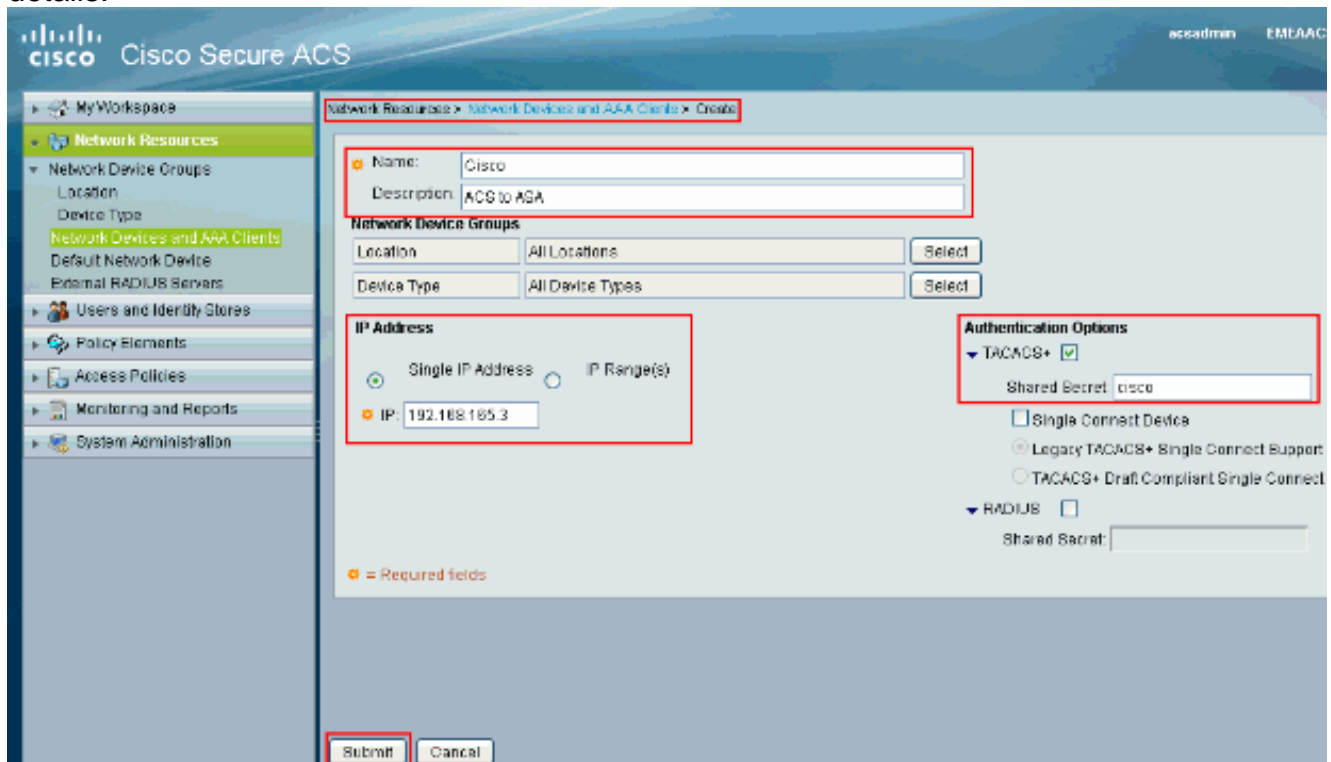 details.
cisco Cisco Secure ACS
acsadmin EMEAAC
My Workspace
Network Resources
Network Device Groups
Location
Device Type
Network Devices and AAA Clients
Default Network Device
External RADIUS Servers
Users and Identity Stores
Policy Elements
Access Policies
Monitoring and Reports
System Administration
Network Resources > Network Devices and AAA Clients > Create
Name: Cisco
Description: ACS to ASA
Network Device Groups
Location All Locations Select
Device Type All Device Types Select
IP Address
Single IP Address IP Range(s)
IP: 192.168.165.3
Authentication Options
TACACS+
Shared Secret: cisco
Single Connect Device
Legacy TACACS+ Single Connect Support
TACACS+ Draft Compliant Single Connect
RADIUS
Shared Secret:
= Required fields
Submit Cancel